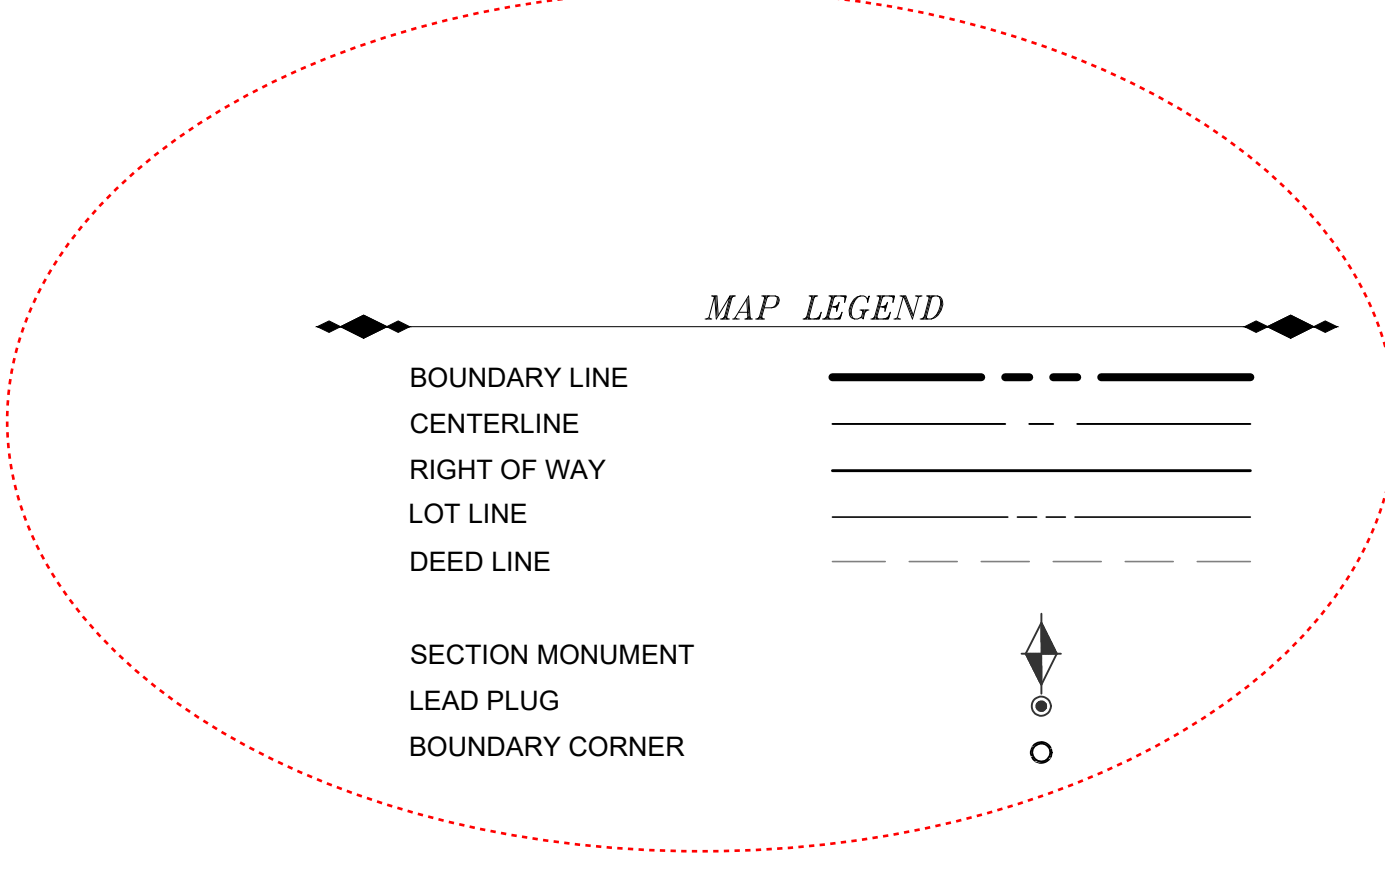 MAP LEGEND
BOUNDARY LINE
CENTERLINE
RIGHT OF WAY
LOT LINE
DEED LINE
SECTION MONUMENT
LEAD PLUG
BOUNDARY CORNER